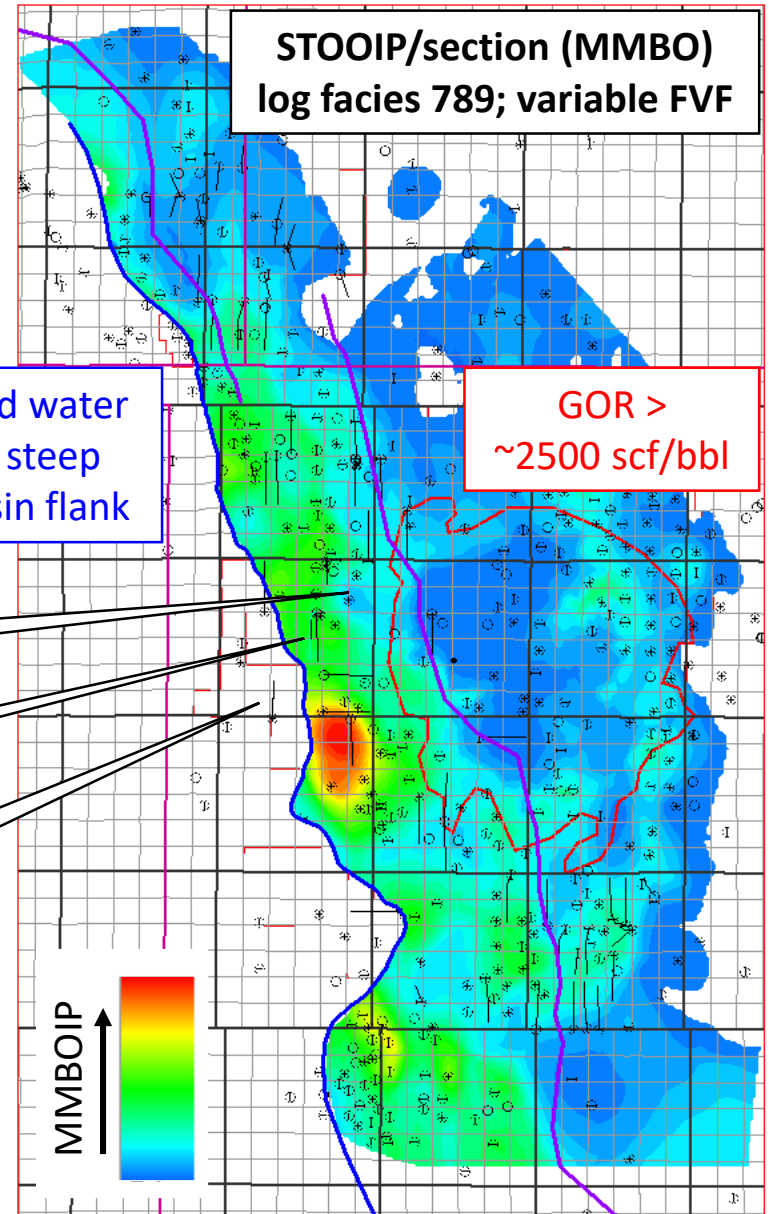 STOOIP/section (MMBO)
log facies 789; variable FVF
d water
steep
sin flank
GOR >
~2500 scf/bbl
MMBOIP